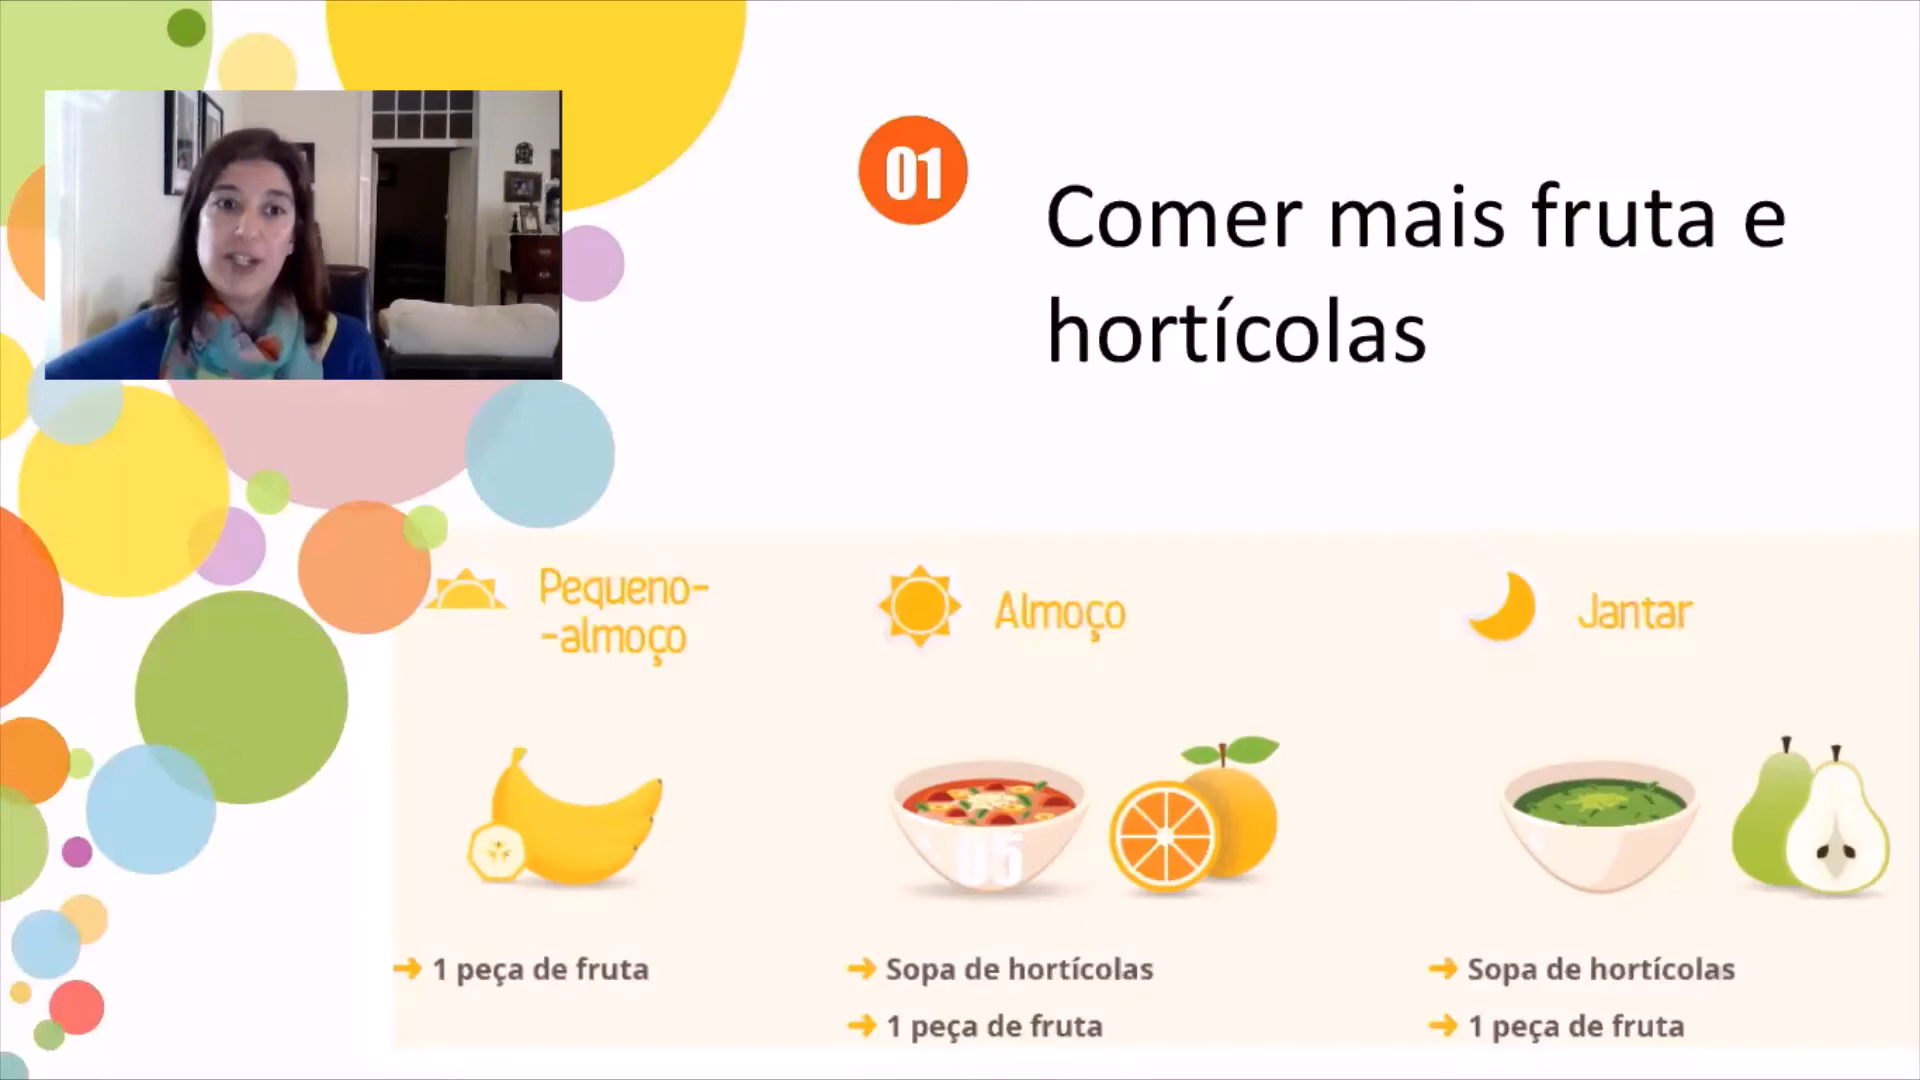 01
Comer mais fruta e
hortícolas
Pequeno-
-almoço
Almoço
Jantar
05
➜ 1 peça de fruta
➜ Sopa de hortícolas
➜ 1 peça de fruta
➜ Sopa de hortícolas
➜ 1 peça de fruta